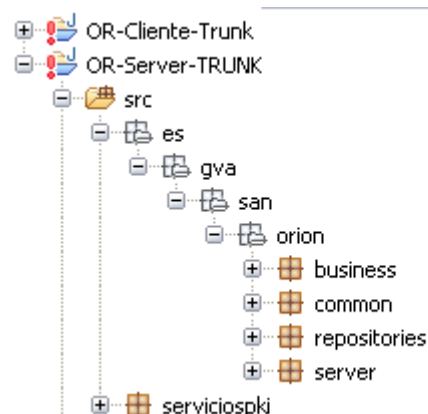 OR-Cliente-Trunk
OR-Server-TRUNK
src
es
gva
san
orion
business
common
repositories
server
serviciospki